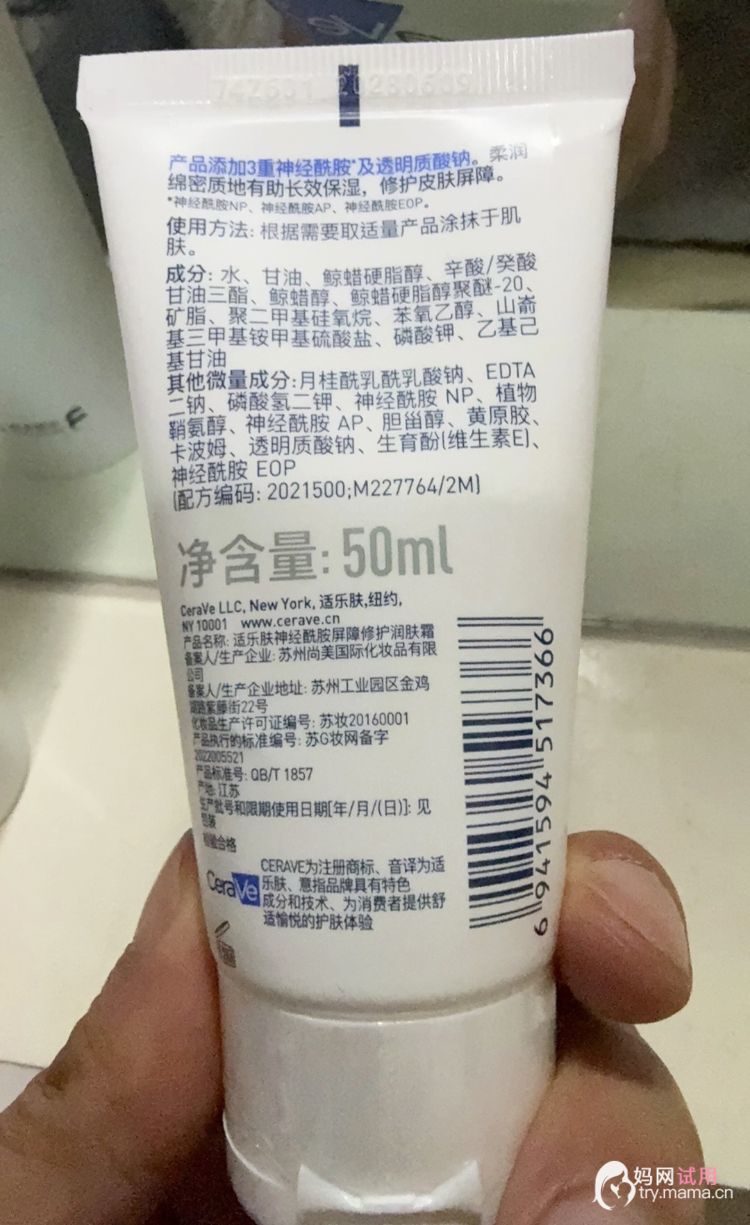 74Z601 20280609
产品添加3重神经酰胺*及透明质酸钠。柔润
绵密质地有助长效保湿，修护皮肤屏障。
*神经酰胺NP、神经酰胺AP、神经酰胺EOP。
使用方法: 根据需要取适量产品涂抹于肌
肤。
成分: 水、甘油、鲸蜡硬脂醇、辛酸/癸酸
甘油三酯、鲸蜡醇、鲸蜡硬脂醇聚醚-20、
矿脂、聚二甲基硅氧烷、苯氧乙醇、山嵛
基三甲基铵甲基硫酸盐、磷酸钾、乙基己
基甘油
其他微量成分:月桂酰乳酰乳酸钠、EDTA
二钠、磷酸氢二钾、神经酰胺 NP、植物
鞘氨醇、神经酰胺 AP、胆甾醇、黄原胶、
卡波姆、透明质酸钠、生育酚(维生素E)、
神经酰胺 EOP
(配方编码: 2021500;M227764/2M)
净含量: 50ml
CeraVe LLC, New York, 适乐肤,纽约,
NY 10001 www.cerave.cn
产品名称: 适乐肤神经酰胺屏障修护润肤霜
备案人/生产企业: 苏州尚美国际化妆品有限
公司
备案人/生产企业地址: 苏州工业园区金鸡
湖路紫藤街22号
化妆品生产许可证编号: 苏妆20160001
产品执行的标准编号: 苏G妆网备字
2022005521
产品标准号: QB/T 1857
产地: 江苏
生产批号和限期使用日期[年/月/(日)]: 见
包装
检验合格
CeraVe
CERAVE为注册商标、音译为适
乐肤、意指品牌具有特色
成分和技术、为消费者提供舒
适愉悦的护肤体验
6 941594 517366
妈网试用
try.mama.cn